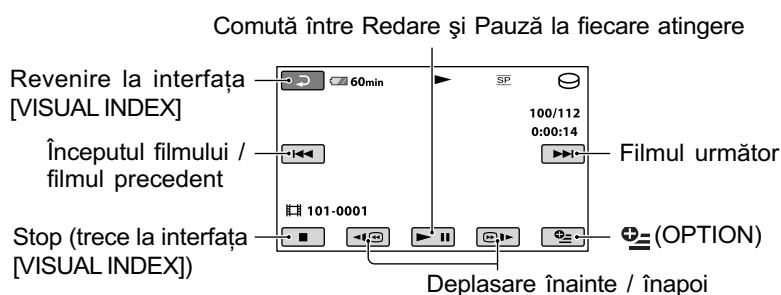 Comută între Redare şi Pauză la fiecare atingere
Revenire la interfaţa
[VISUAL INDEX]
60min
SP
100/112
0:00:14
Începutul filmului /
filmul precedent
Filmul următor
101-0001
Stop (trece la interfaţa
[VISUAL INDEX])
(OPTION)
Deplasare înainte / înapoi